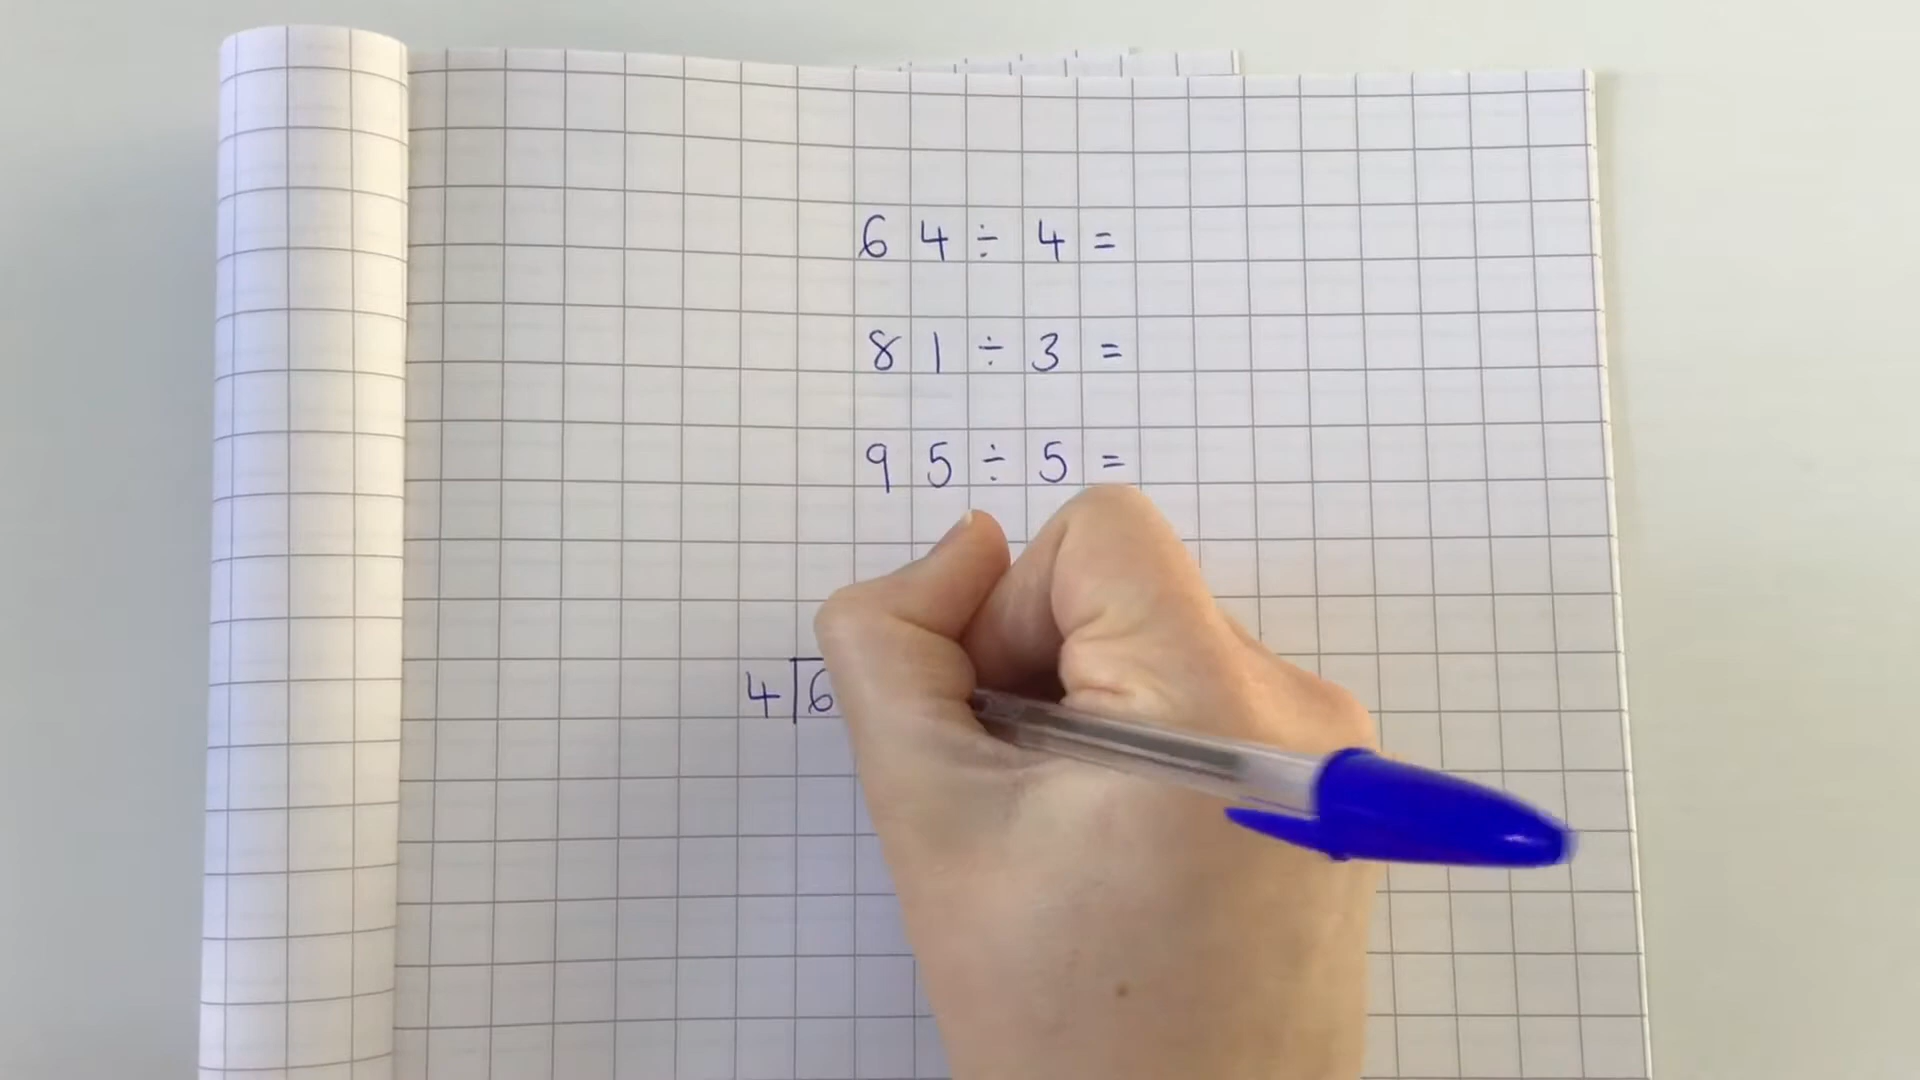 64 ÷ 4 =
81 ÷ 3 =
95 ÷ 5 =
4 6